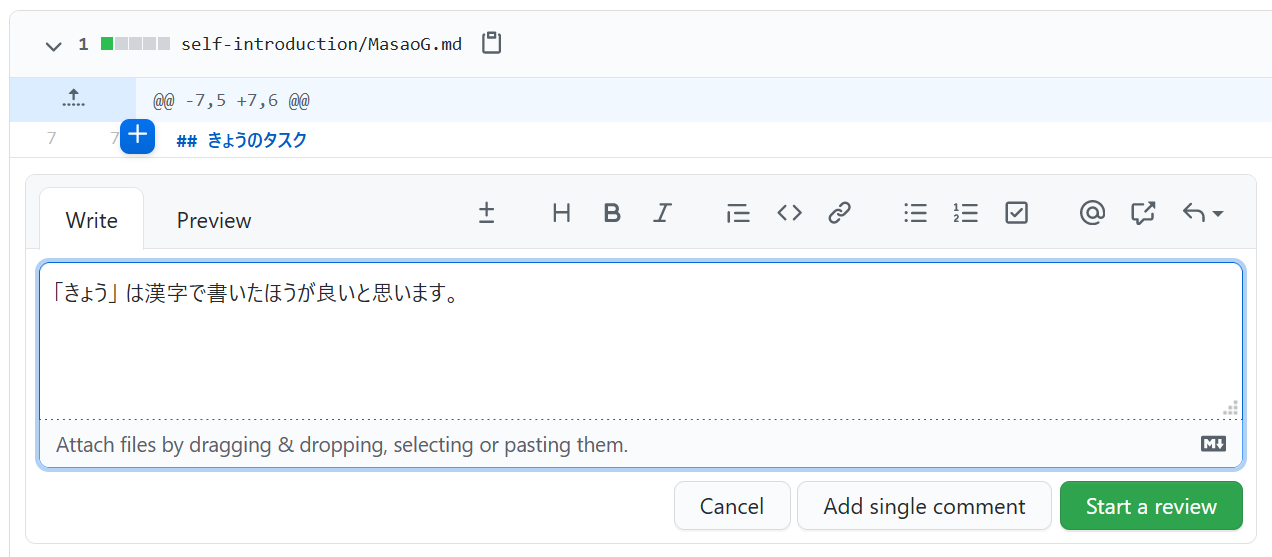 1 self-introduction/MasaoG.md
@@ -7,5 +7,6 @@
7 7 ## きょうのタスク
Write Preview
「きょう」は漢字で書いたほうが良いと思います。
Attach files by dragging & dropping, selecting or pasting them.
Cancel Add single comment Start a review